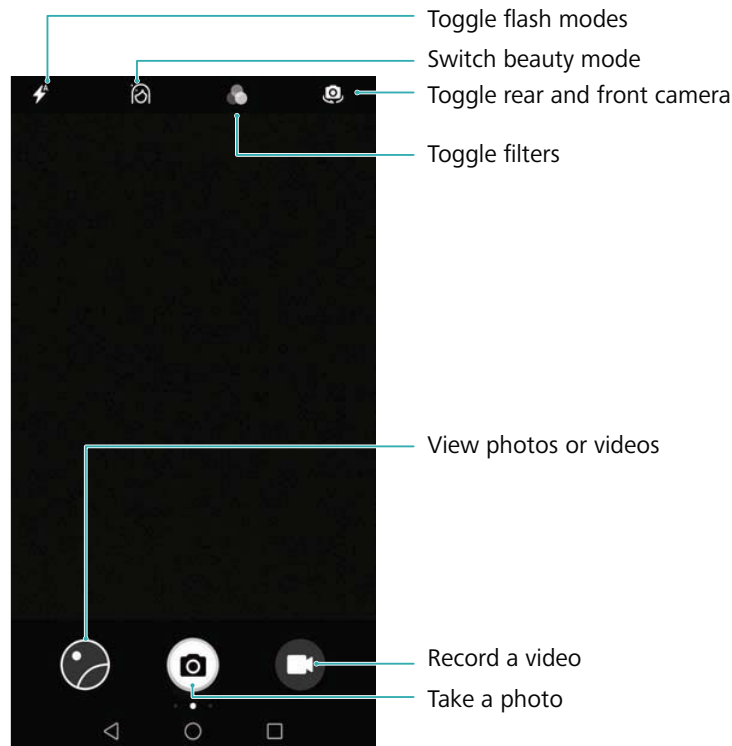 Toggle flash modes
Switch beauty mode
Toggle rear and front camera
Toggle filters
View photos or videos
Record a video
Take a photo